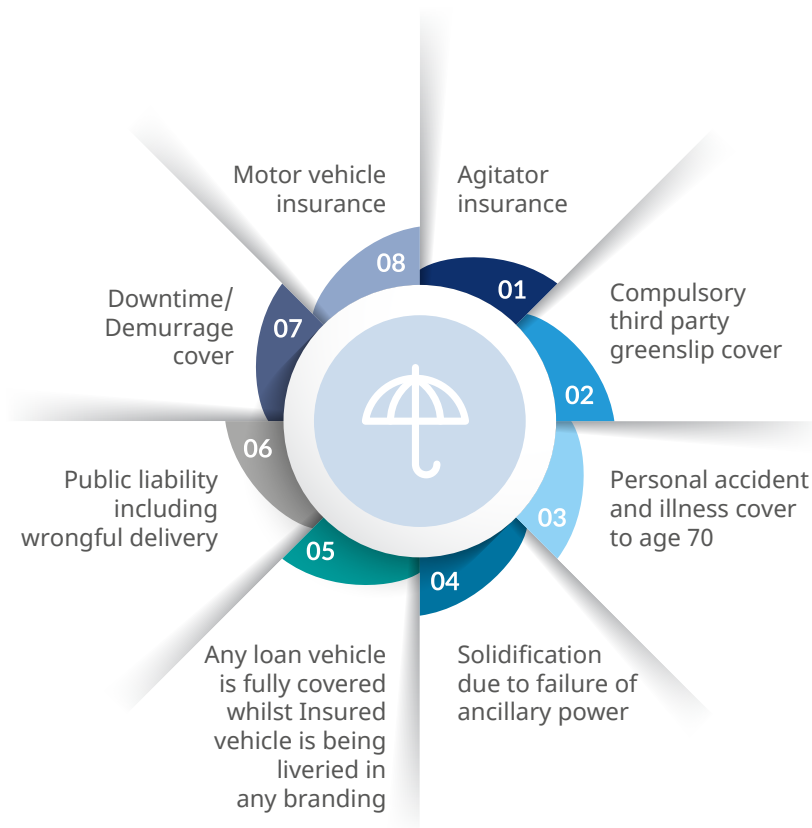 01
Agitator
insurance
02
Compulsory
third party
greenslip cover
03
Personal accident
and illness cover
to age 70
04
Solidification
due to failure of
ancillary power
05
Any loan vehicle
is fully covered
whilst Insured
vehicle is being
liveried in
any branding
06
Public liability
including
wrongful delivery
07
Downtime/
Demurrage
cover
08
Motor vehicle
insurance